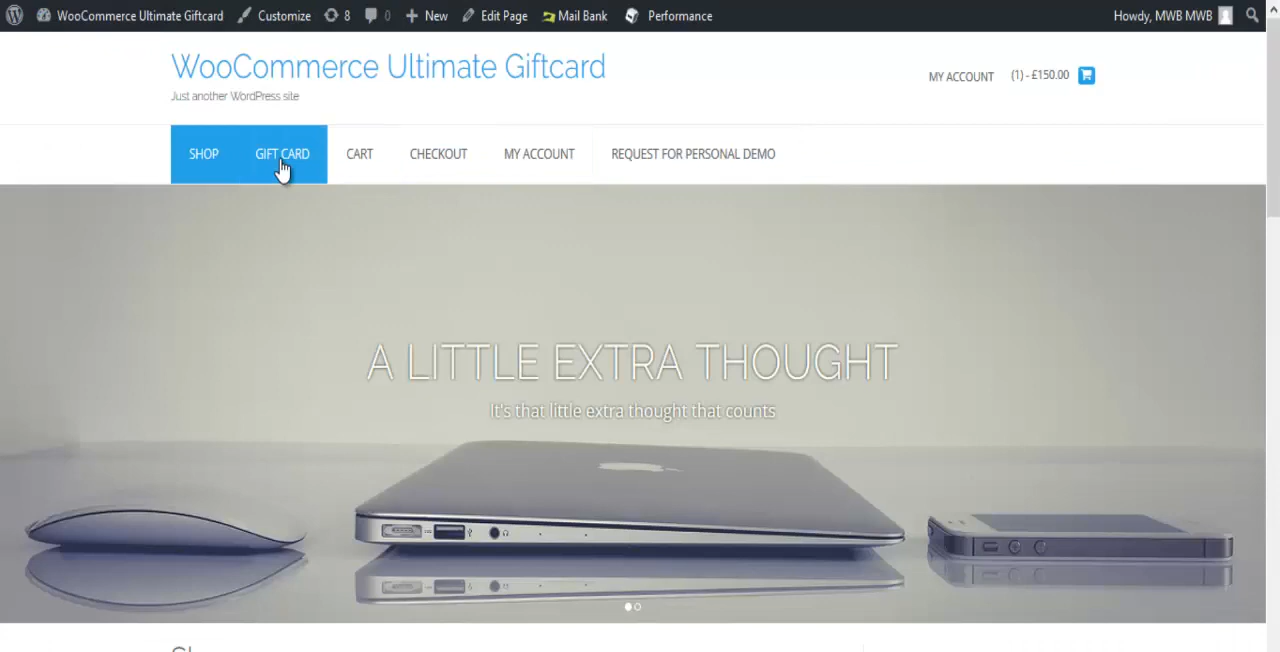 WooCommerce Ultimate Giftcard Customize 8 0 New Edit Page Mail Bank Performance Howdy, MWB MWB
WooCommerce Ultimate Giftcard
Just another WordPress site
MY ACCOUNT (1) - £150.00
SHOP GIFT CARD CART CHECKOUT MY ACCOUNT REQUEST FOR PERSONAL DEMO
A LITTLE EXTRA THOUGHT
It's that little extra thought that counts